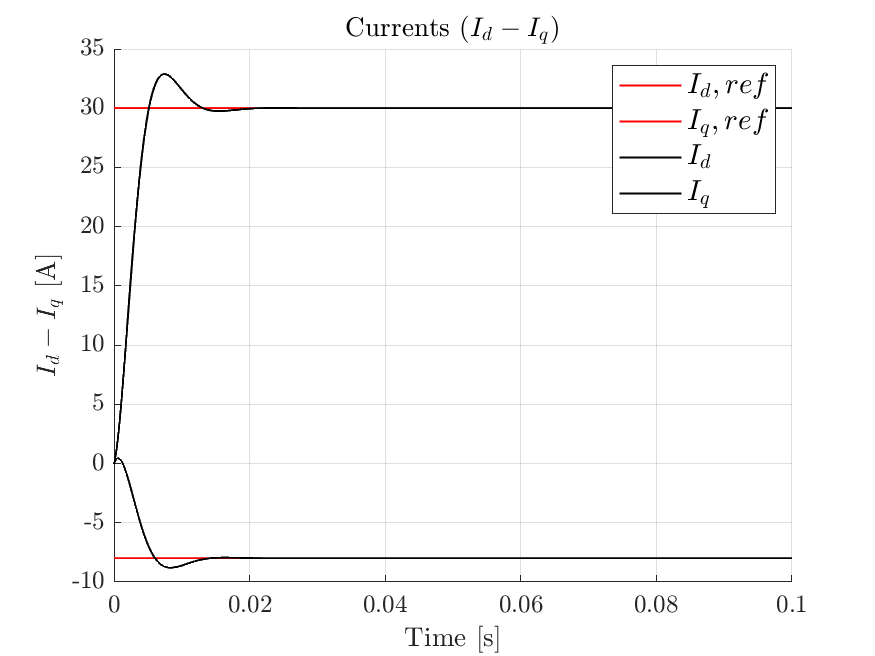 Currents (I_d − I_q)
35
30
25
20
15
10
5
0
-5
-10
I_d − I_q [A]
I_d, ref
I_q, ref
I_d
I_q
0 0.02 0.04 0.06 0.08 0.1
Time [s]